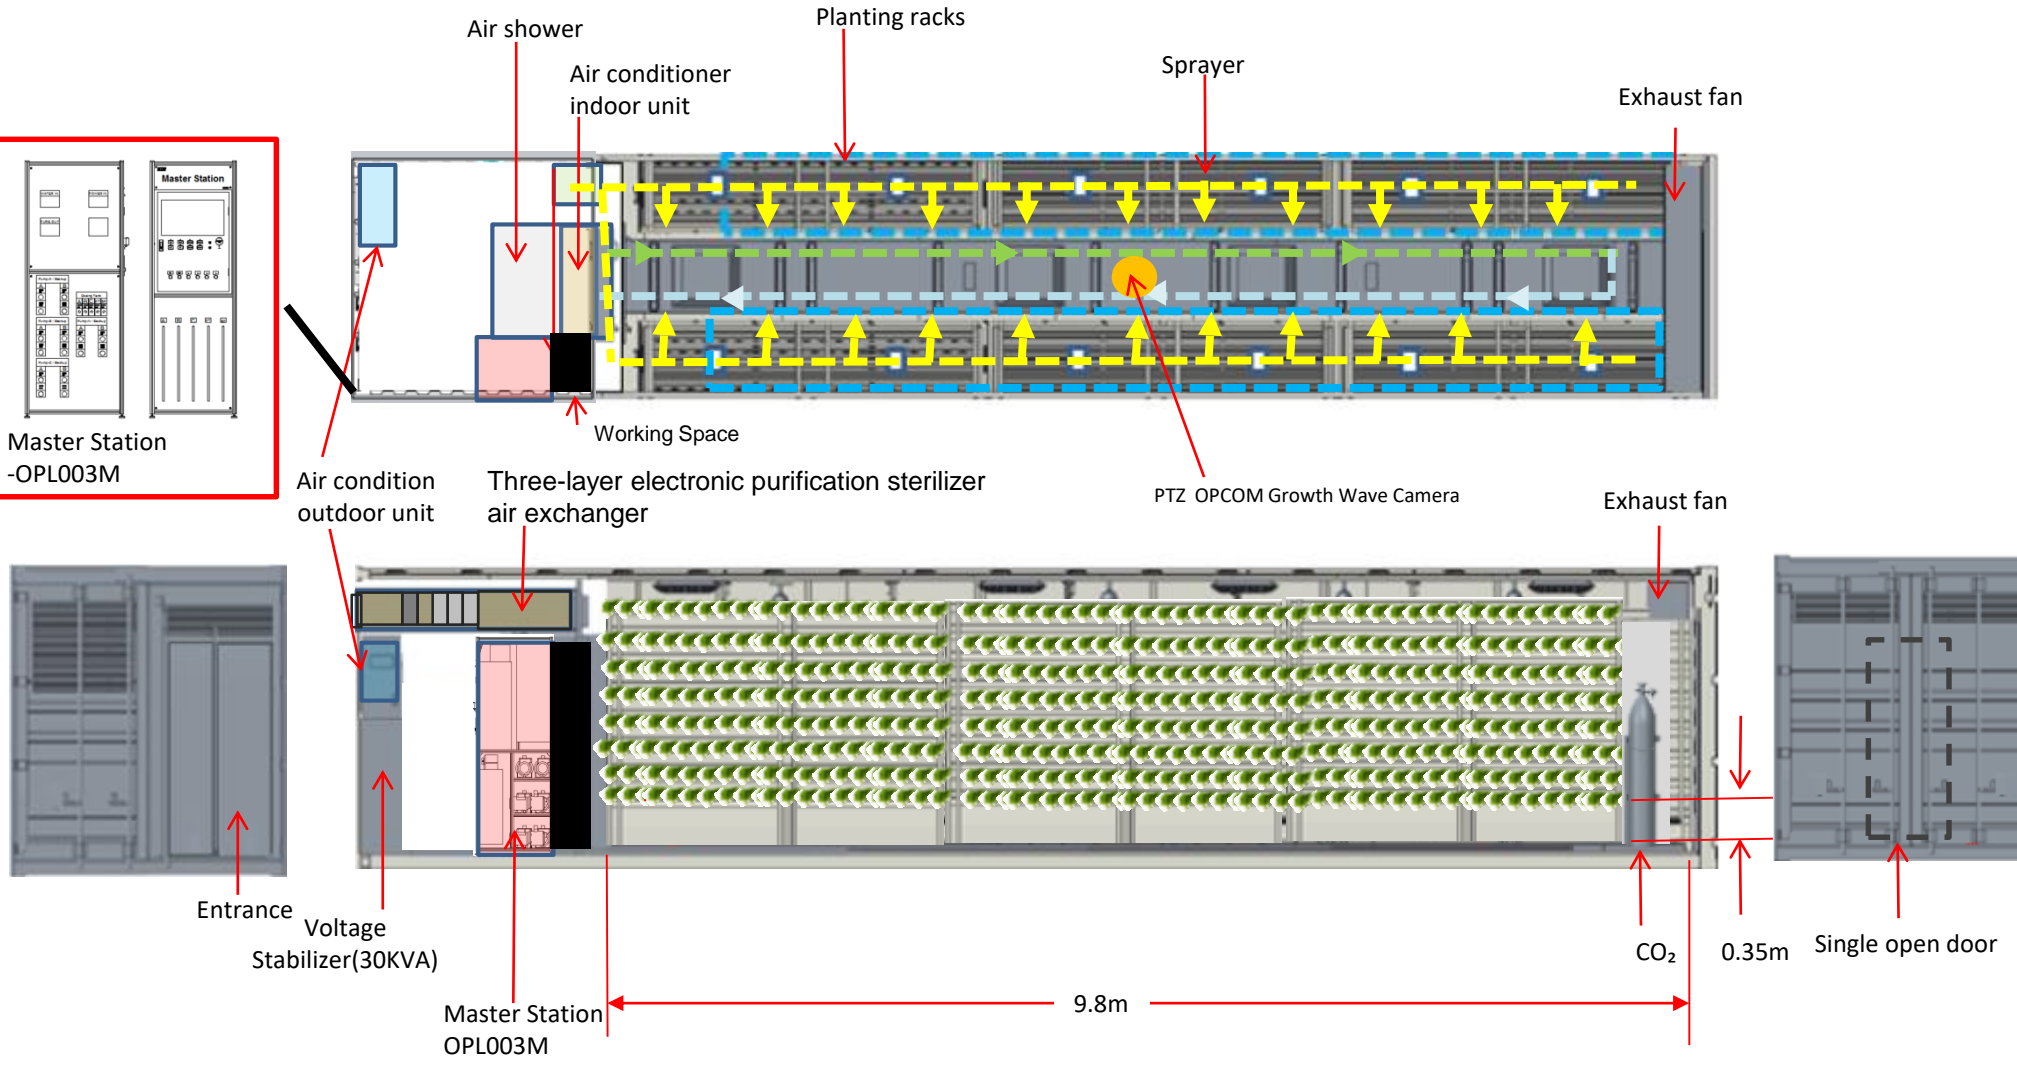 Planting racks
Air shower
Sprayer
Air conditioner
indoor unit
Exhaust fan
Master Station
Master Station
-OPL003M
Working Space
Air condition
outdoor unit
Three-layer electronic purification sterilizer
air exchanger
PTZ OPCOM Growth Wave Camera
Exhaust fan
Entrance
Voltage
Stabilizer(30KVA)
CO₂
0.35m
Single open door
9.8m
Master Station
OPL003M